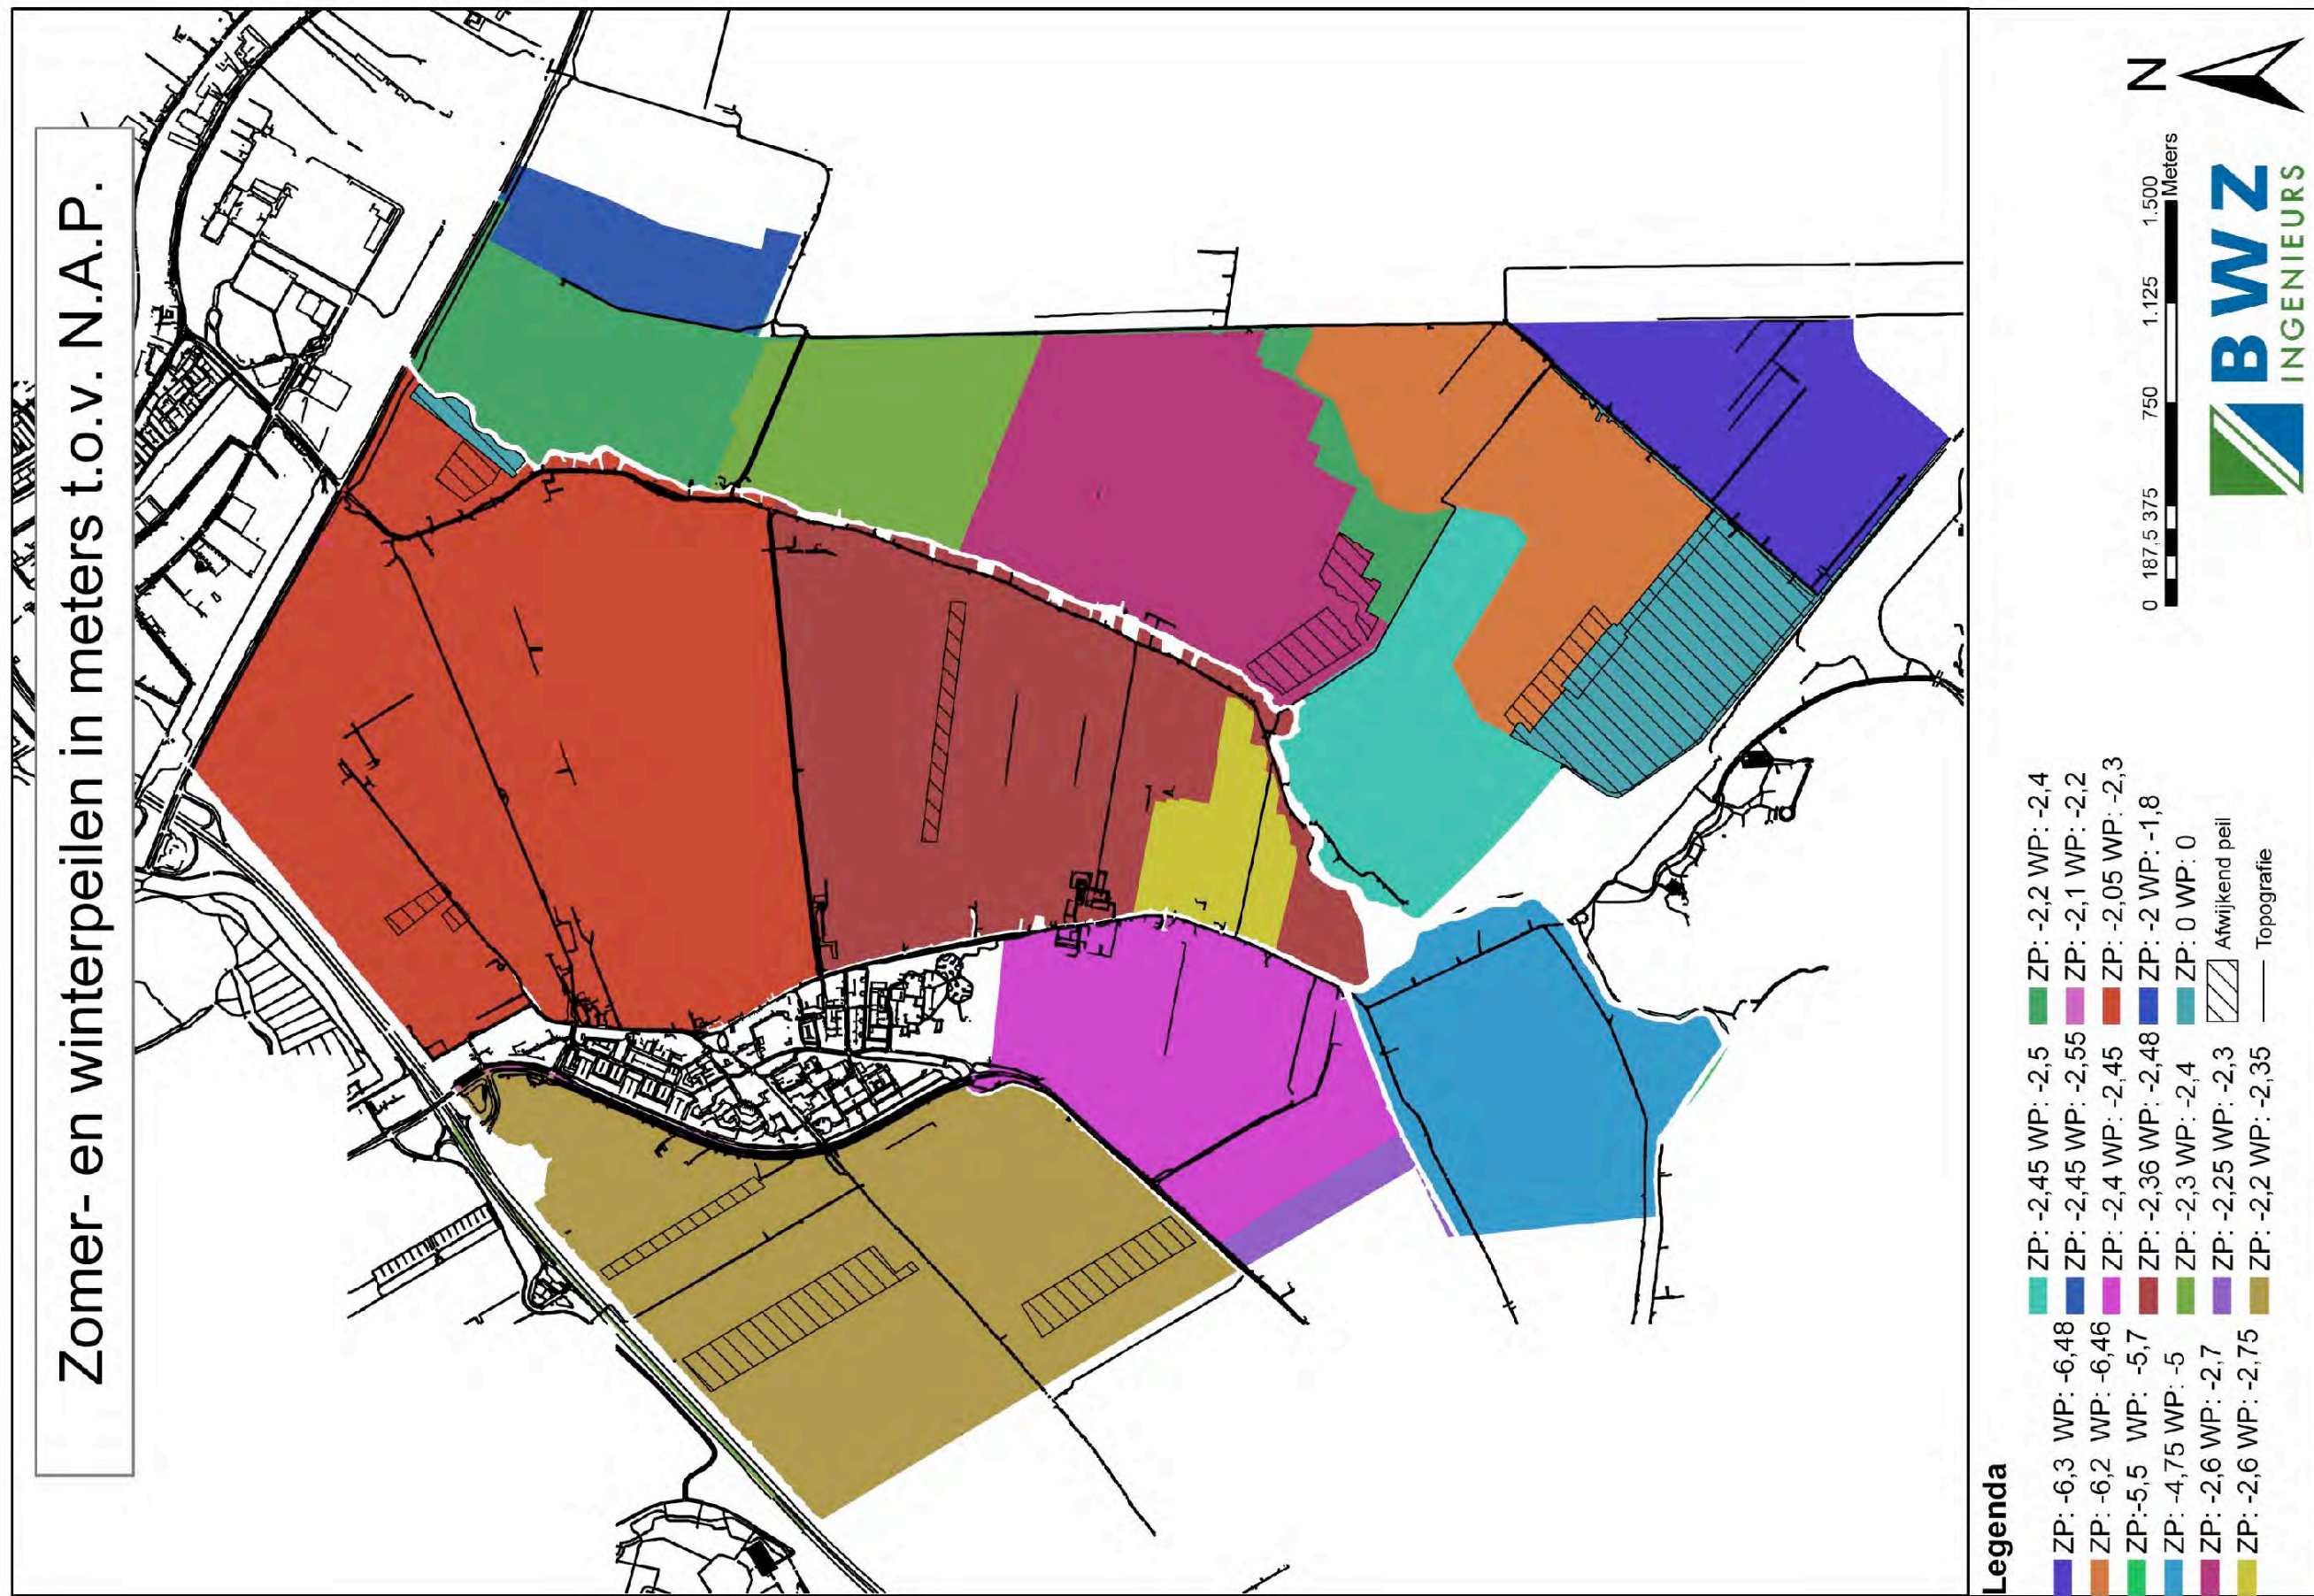 Zomer- en winterpeilen in meters t.o.v. N.A.P.
Legenda
ZP: -6,3 WP: -6,48
ZP: -6,2 WP: -6,46
ZP:-5,5 WP: -5,7
ZP: -4,75 WP: -5
ZP: -2,6 WP: -2,7
ZP: -2,6 WP: -2,75
ZP: -2,45 WP: -2,5
ZP: -2,45 WP: -2,55
ZP: -2,4 WP: -2,45
ZP: -2,36 WP: -2,48
ZP: -2,3 WP: -2,4
ZP: -2,25 WP: -2,3
ZP: -2,2 WP: -2,35
ZP: -2,2 WP: -2,4
ZP: -2,1 WP: -2,2
ZP: -2,05 WP: -2,3
ZP: -2 WP: -1,8
ZP: 0 WP: 0
Afwijkend peil
Topografie
0 187,5 375 750 1.125 1.500
Meters
N
BWZ
INGENIEURS